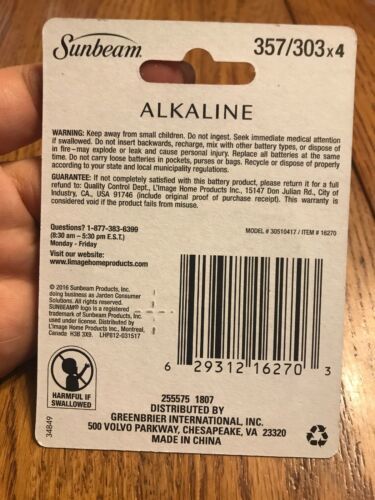 Sunbeam. 357/303x4
ALKALINE
WARNING: Keep away from small children. Do not ingest. Seek immediate medical attention
if swallowed. Do not insert backwards, recharge, mix with other battery types, or dispose of
in fire–may explode or leak and cause personal injury. Replace all batteries at the same
time. Do not carry loose batteries in pockets, purses or bags. Recycle or dispose of properly
according to your state and local municipality regulations.
GUARANTEE: If not completely satisfied with this battery product, please return it for a full
refund to: Quality Control Dept., L'Image Home Products Inc., 15147 Don Julian Rd., City of
Industry, CA., USA 91746 (include original proof of purchase receipt). This warranty is
considered void if the product fails from misuse.
Questions? 1-877-383-6399
(8:30 am – 5:30 pm E.S.T.)
Monday - Friday
Visit our website:
www.limagehomeproducts.com
MODEL # 30510417 / ITEM # 16270
© 2016 Sunbeam Products, Inc.
doing business as Jarden Consumer
Solutions. All rights reserved.
SUNBEAM® logo is a registered
trademark of Sunbeam Products, Inc.
used under license. Distributed by
L'Image Home Products Inc., Montreal,
Canada H3B 3X9. LHP812-031517
6 29312 16270 3
HARMFUL IF
SWALLOWED
34849
255575 1807
DISTRIBUTED BY
GREENBRIER INTERNATIONAL, INC.
500 VOLVO PARKWAY, CHESAPEAKE, VA 23320
MADE IN CHINA